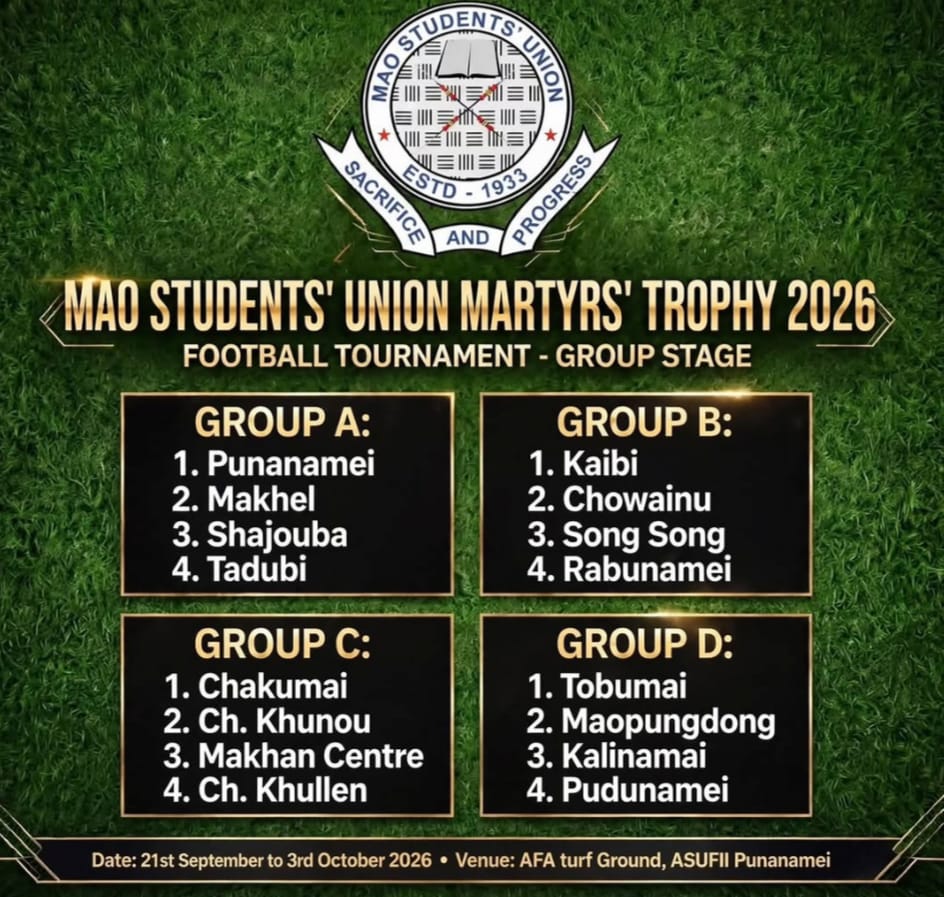 MAO STUDENTS' UNION
ESTD - 1933
SACRIFICE AND PROGRESS
MAO STUDENTS' UNION MARTYRS' TROPHY 2026
FOOTBALL TOURNAMENT - GROUP STAGE
GROUP A:
1. Punanamei
2. Makhel
3. Shajouba
4. Tadubi
GROUP B:
1. Kaibi
2. Chowainu
3. Song Song
4. Rabunamei
GROUP C:
1. Chakumai
2. Ch. Khunou
3. Makhan Centre
4. Ch. Khullen
GROUP D:
1. Tobumai
2. Maopungdong
3. Kalinamai
4. Pudunamei
Date: 21st September to 3rd October 2026 • Venue: AFA turf Ground, ASUFII Punanamei